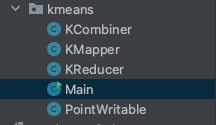 kmeans
KCombiner
KMapper
KReducer
Main
PointWritable